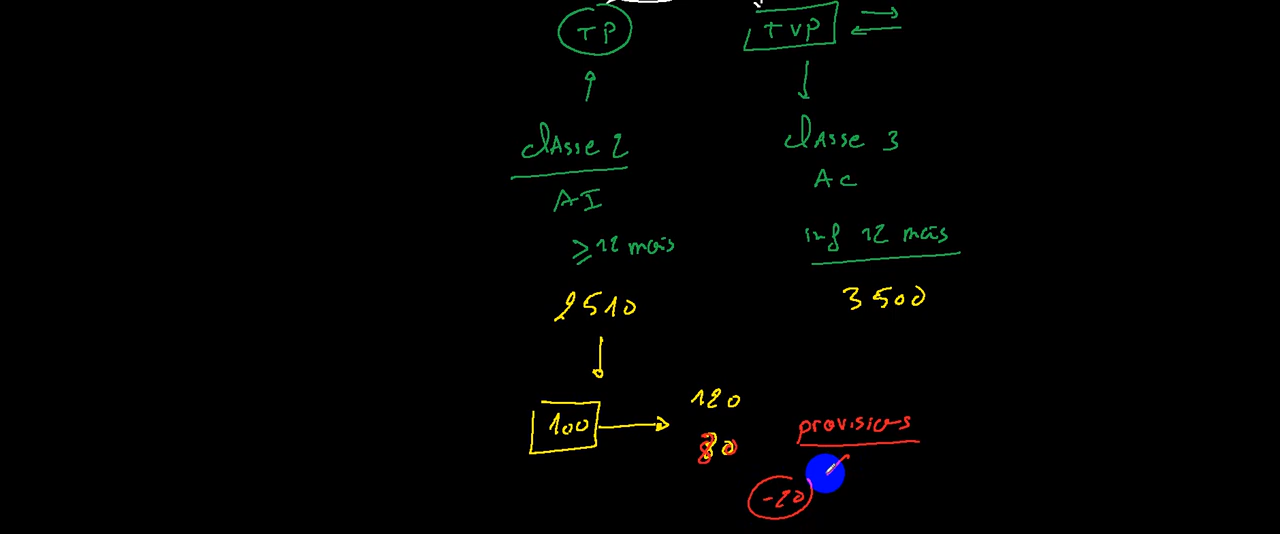 TP
TVP
classe 2
classe 3
AI
AC
≥ 12 mois
inf 12 mois
2510
3500
100
120
80
provisions
-20